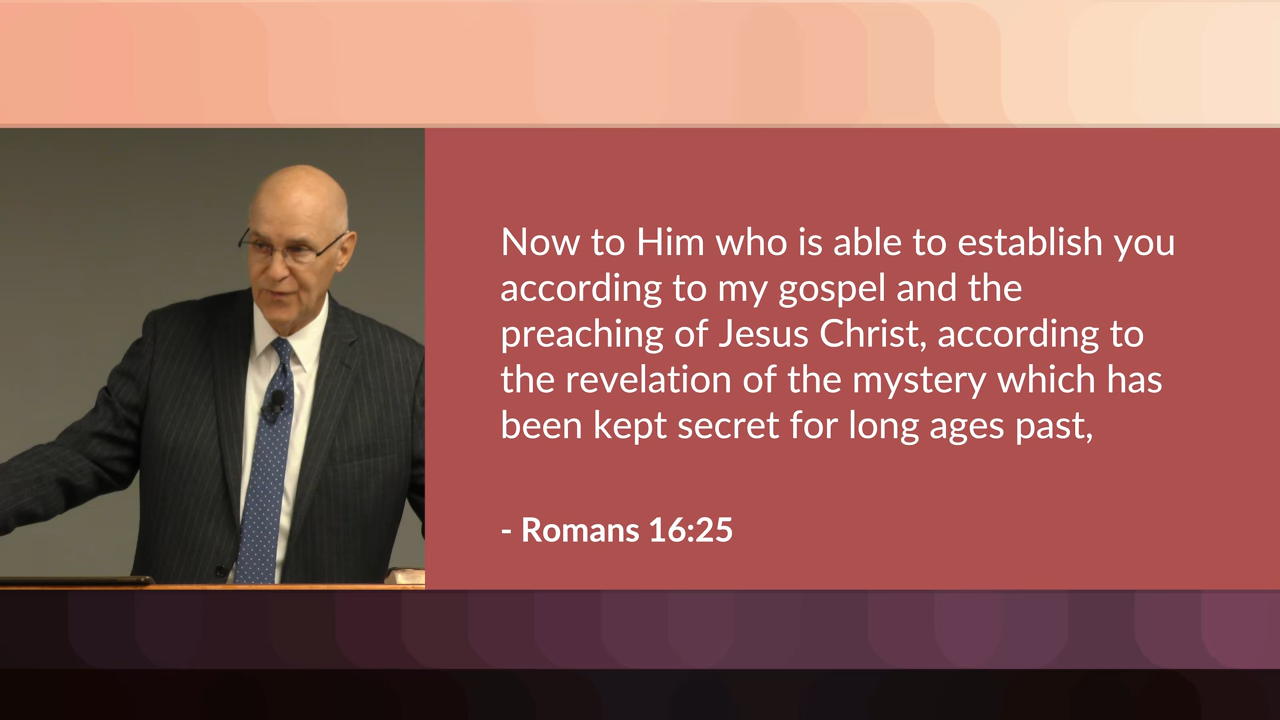 Now to Him who is able to establish you
according to my gospel and the
preaching of Jesus Christ, according to
the revelation of the mystery which has
been kept secret for long ages past,
- Romans 16:25